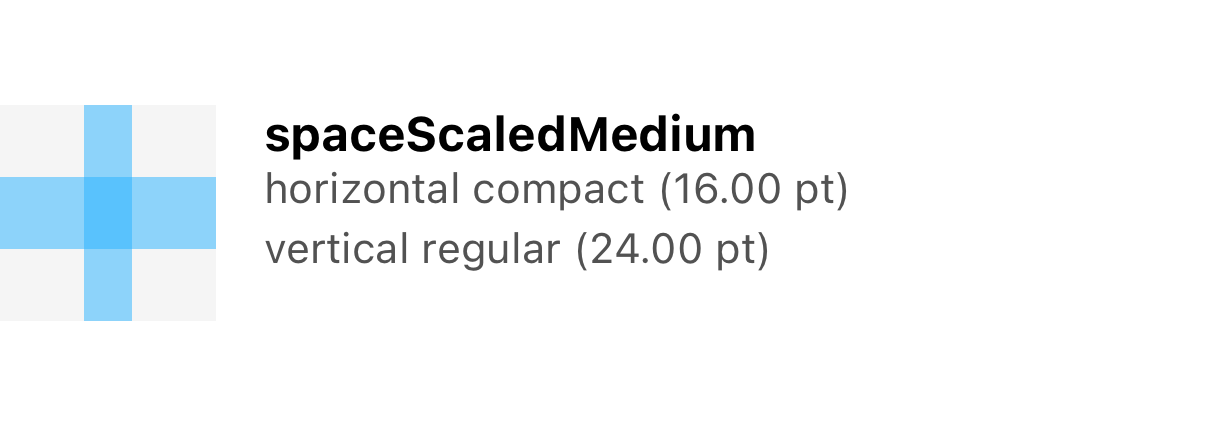 spaceScaledMedium
horizontal compact (16.00 pt)
vertical regular (24.00 pt)